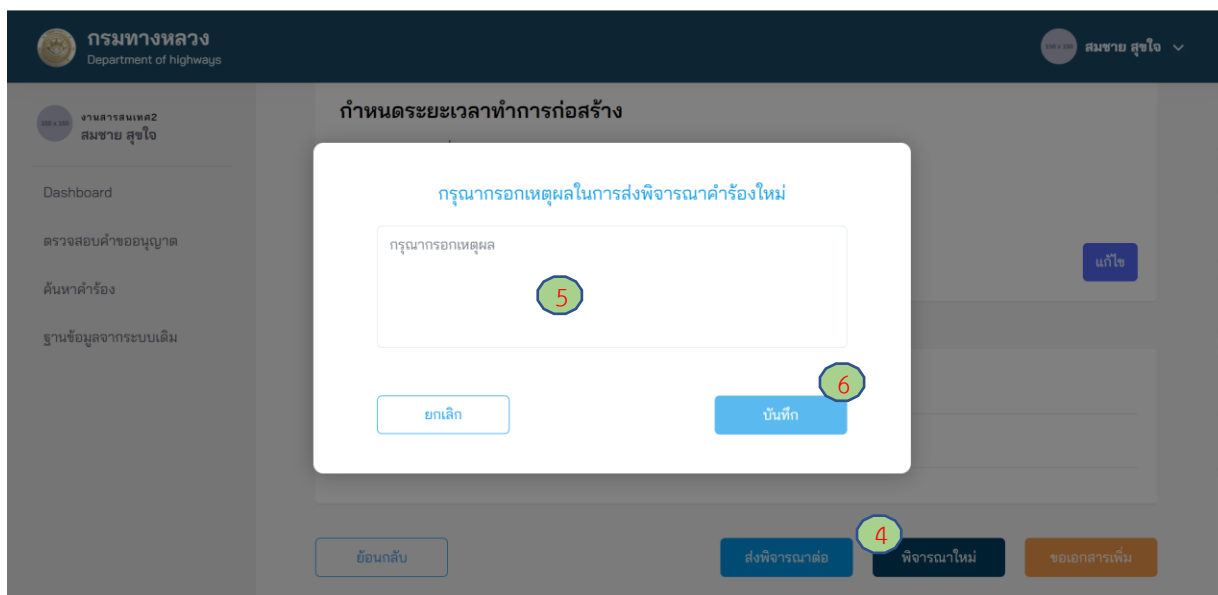 กรมทางหลวง
Department of highways
สมชาย สุขใจ
งานสารสนเทศ2
สมชาย สุขใจ
Dashboard
ตรวจสอบคำขออนุญาต
ค้นหาคำร้อง
ฐานข้อมูลจากระบบเดิม
กำหนดระยะเวลาทำการก่อสร้าง
กรุณากรอกเหตุผลในการส่งพิจารณาคำร้องใหม่
กรุณากรอกเหตุผล
5
แก้ไข
6
ยกเลิก
บันทึก
4
ย้อนกลับ
ส่งพิจารณาต่อ
พิจารณาใหม่
ขอเอกสารเพิ่ม